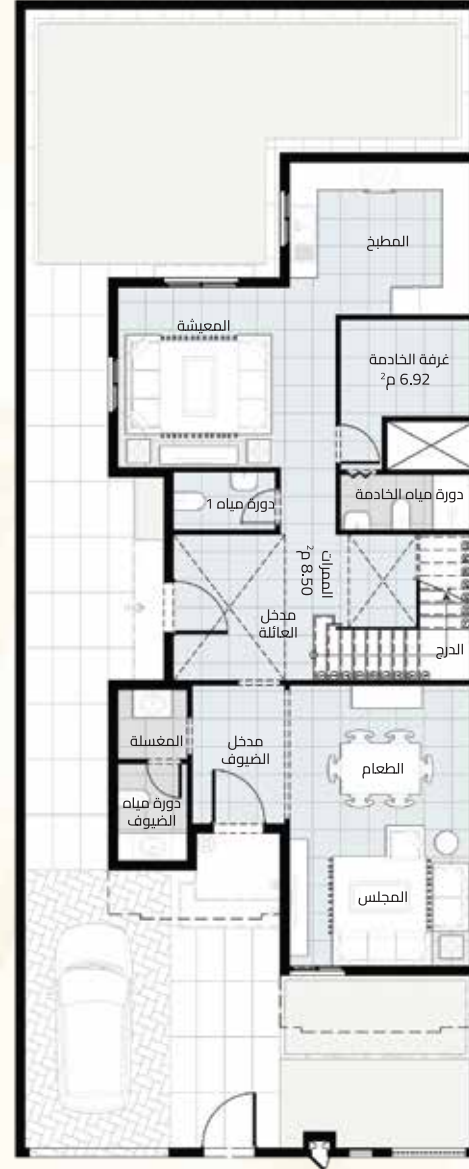 المطبخ
المعيشة
غرفة الخادمة
6.92 م²
دورة مياه 1
دورة مياه الخادمة
الممرات
8.50 م²
مدخل
العائلة
الدرج
المغسلة
مدخل
الضيوف
الطعام
دورة مياه
الضيوف
المجلس